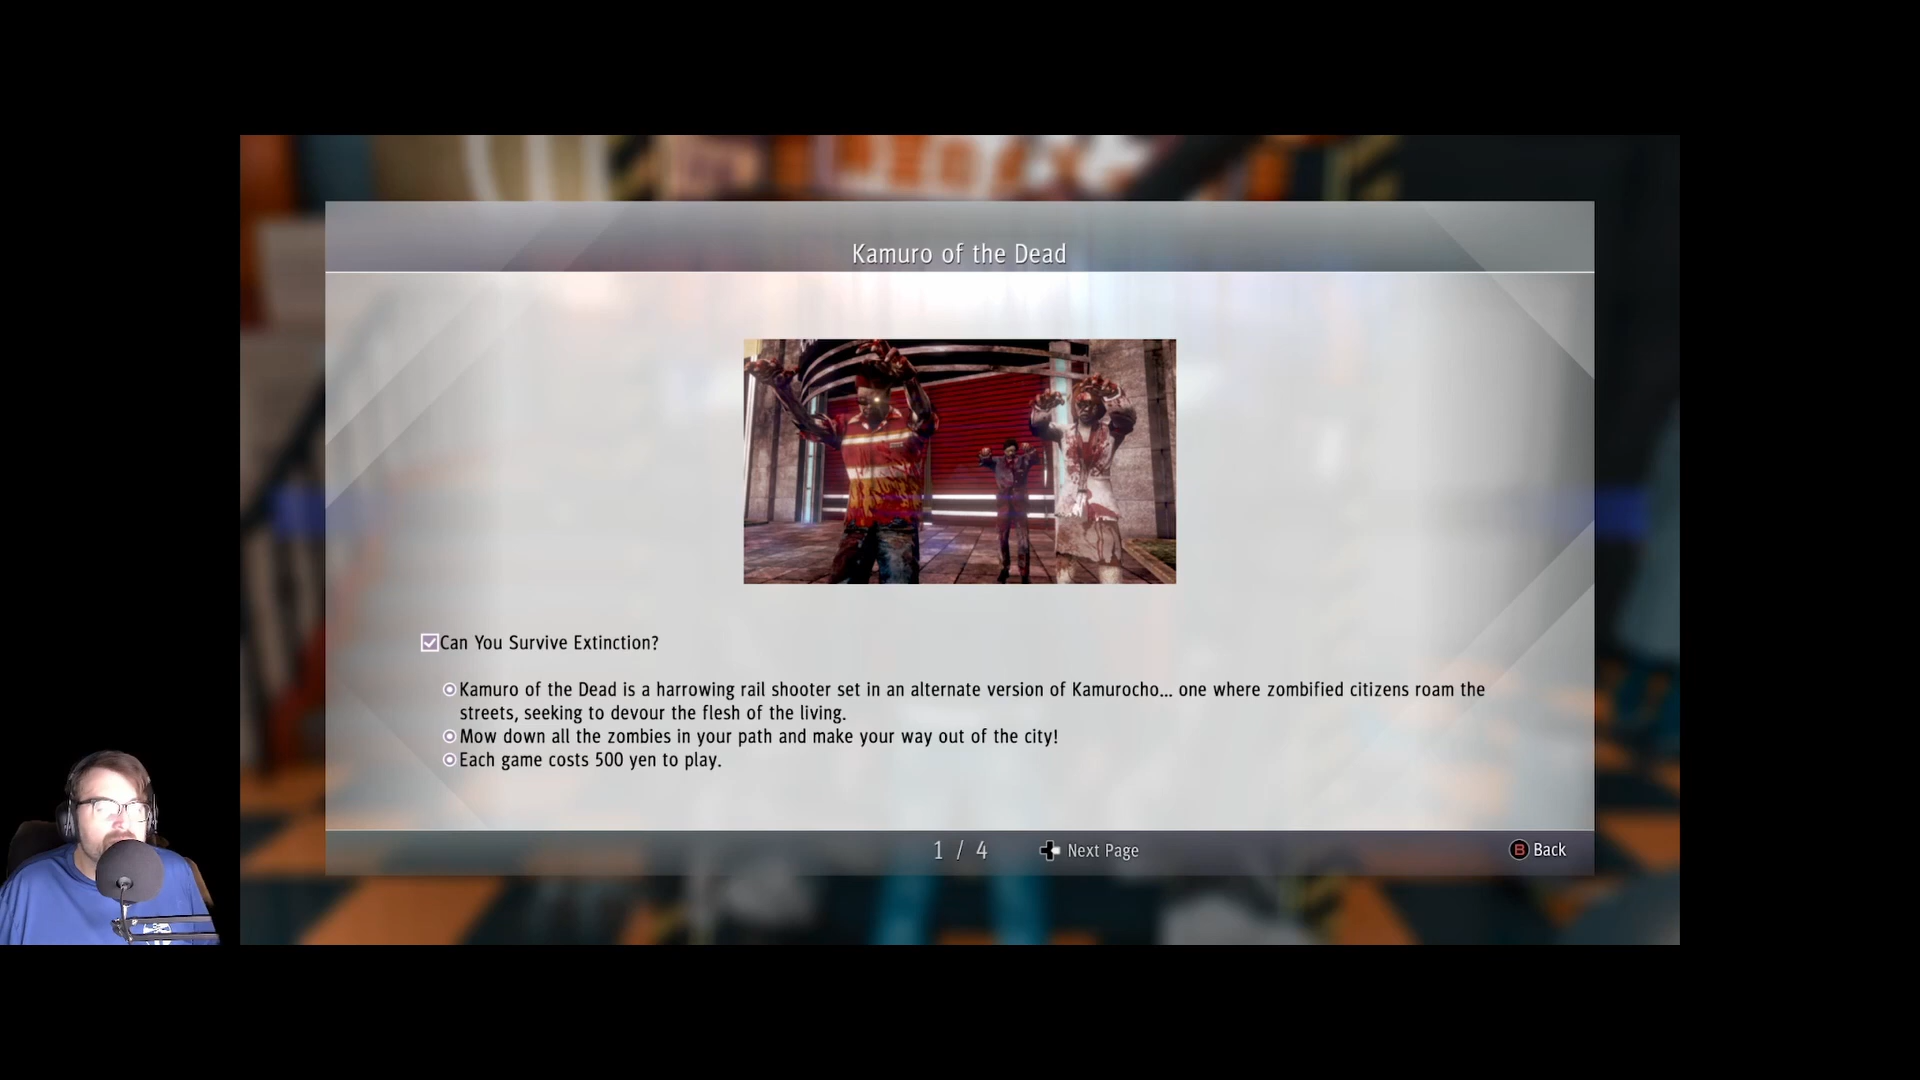 Kamuro of the Dead
Can You Survive Extinction?
Kamuro of the Dead is a harrowing rail shooter set in an alternate version of Kamurocho... one where zombified citizens roam the
streets, seeking to devour the flesh of the living.
Mow down all the zombies in your path and make your way out of the city!
Each game costs 500 yen to play.
1 / 4 Next Page B Back